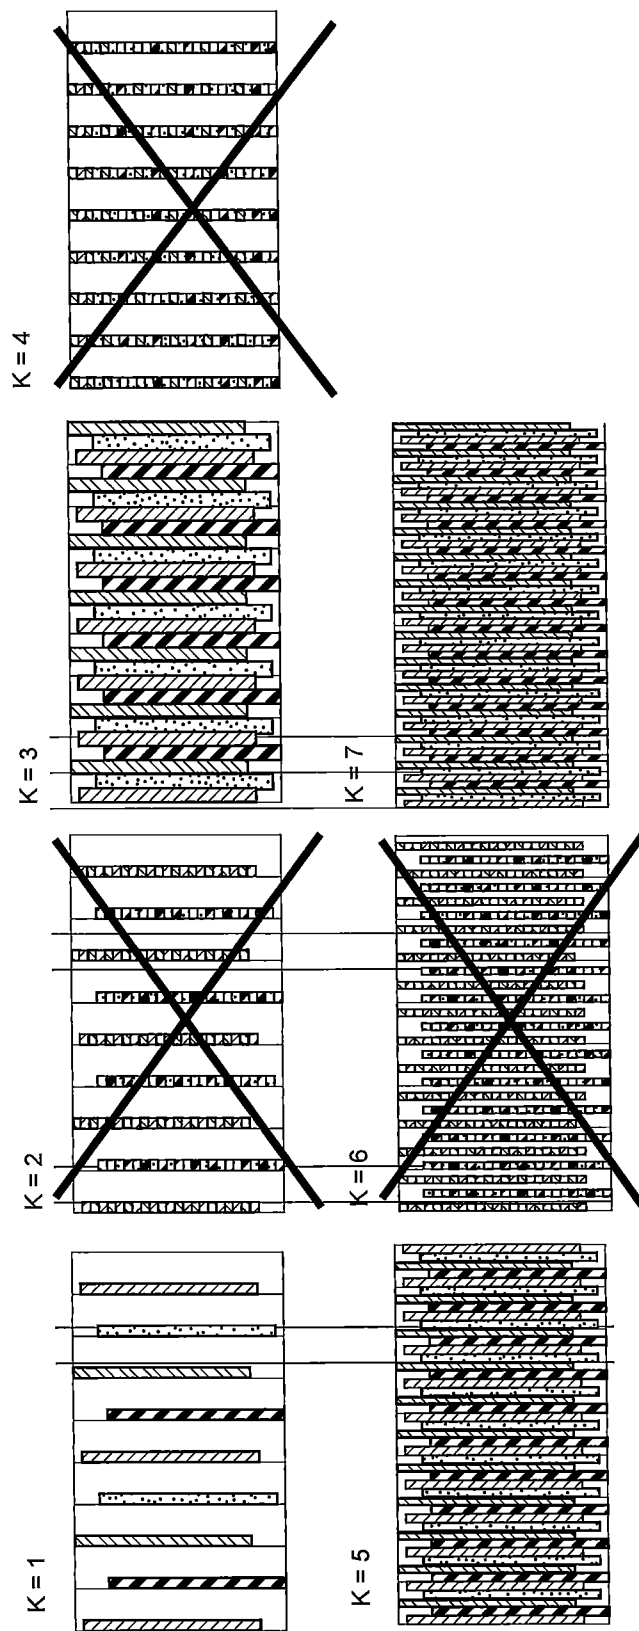 K = 1
K = 2
K = 3
K = 4
K = 5
K = 6
K = 7